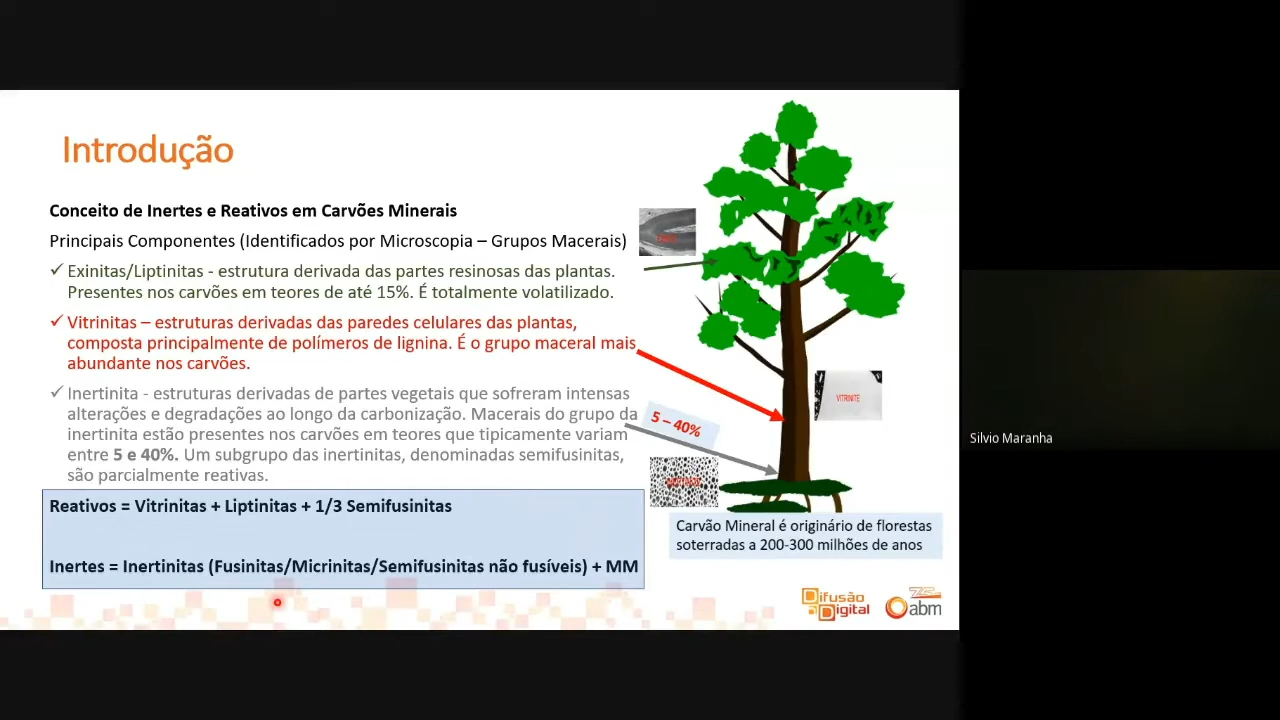 Introdução
Conceito de Inertes e Reativos em Carvões Minerais
Principais Componentes (Identificados por Microscopia – Grupos Macerais)
✓ Exinitas/Liptinitas - estrutura derivada das partes resinosas das plantas.
Presentes nos carvões em teores de até 15%. É totalmente volatilizado.
✓ Vitrinitas – estruturas derivadas das paredes celulares das plantas,
composta principalmente de polímeros de lignina. É o grupo maceral mais
abundante nos carvões.
✓ Inertinita - estruturas derivadas de partes vegetais que sofreram intensas
alterações e degradações ao longo da carbonização. Macerais do grupo da
inertinita estão presentes nos carvões em teores que tipicamente variam
entre 5 e 40%. Um subgrupo das inertinitas, denominadas semifusinitas,
são parcialmente reativas.
Reativos = Vitrinitas + Liptinitas + 1/3 Semifusinitas
Inertes = Inertinitas (Fusinitas/Micrinitas/Semifusinitas não fusíveis) + MM
VITRINITE
5 – 40%
Carvão Mineral é originário de florestas
soterradas a 200-300 milhões de anos
Difusão
Digital
abm
Silvio Maranha